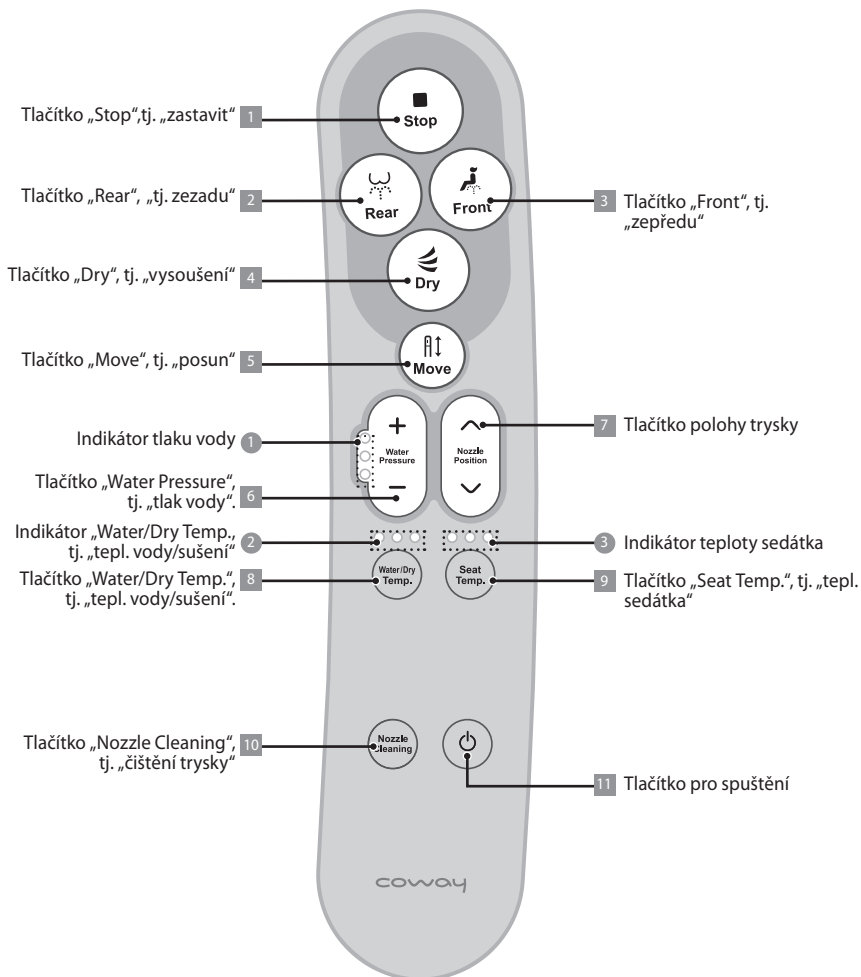 Stop
Tlačítko „Stop“,tj. „zastavit“ 1
Rear
Tlačítko „Rear“, „tj. zezadu“ 2
Front
3 Tlačítko „Front“, tj.
„zepředu“
Dry
Tlačítko „Dry“, tj. „vysoušení“ 4
Move
Tlačítko „Move“, tj. „posun“ 5
+
Water
Pressure
−
Nozzle
Position
7 Tlačítko polohy trysky
Indikátor tlaku vody 1
Tlačítko „Water Pressure“,
tj. „tlak vody“. 6
Indikátor „Water/Dry Temp.,
tj. „tepl. vody/sušení“ 2
3 Indikátor teploty sedátka
Water/Dry
Temp.
Seat
Temp.
Tlačítko „Water/Dry Temp.“,
tj. „tepl. vody/sušení“. 8
9 Tlačítko „Seat Temp.“, tj. „tepl.
sedátka“
Nozzle
Cleaning
Tlačítko „Nozzle Cleaning“,
tj. „čištění trysky“ 10
11 Tlačítko pro spuštění
coway